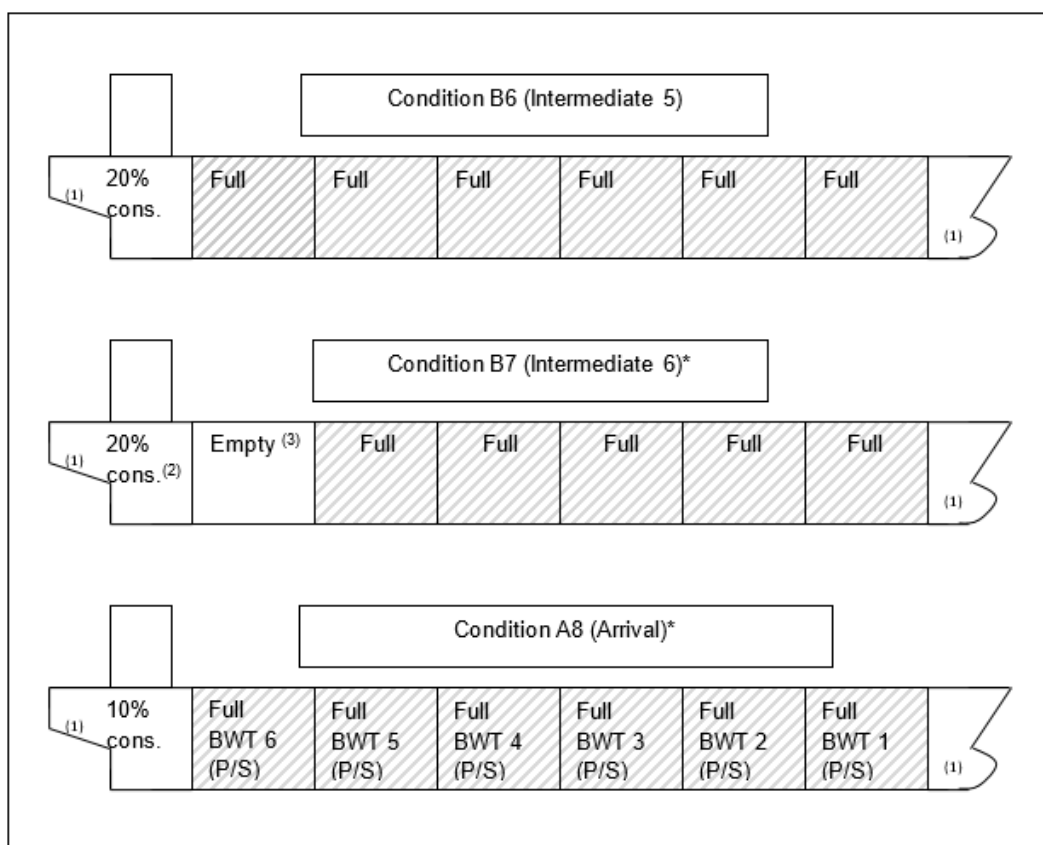 Condition B6 (Intermediate 5)
(1) 20% cons. Full Full Full Full Full Full (1)
Condition B7 (Intermediate 6)*
(1) 20% cons.(2) Empty (3) Full Full Full Full Full (1)
Condition A8 (Arrival)*
(1) 10% cons. Full BWT 6 (P/S) Full BWT 5 (P/S) Full BWT 4 (P/S) Full BWT 3 (P/S) Full BWT 2 (P/S) Full BWT 1 (P/S) (1)